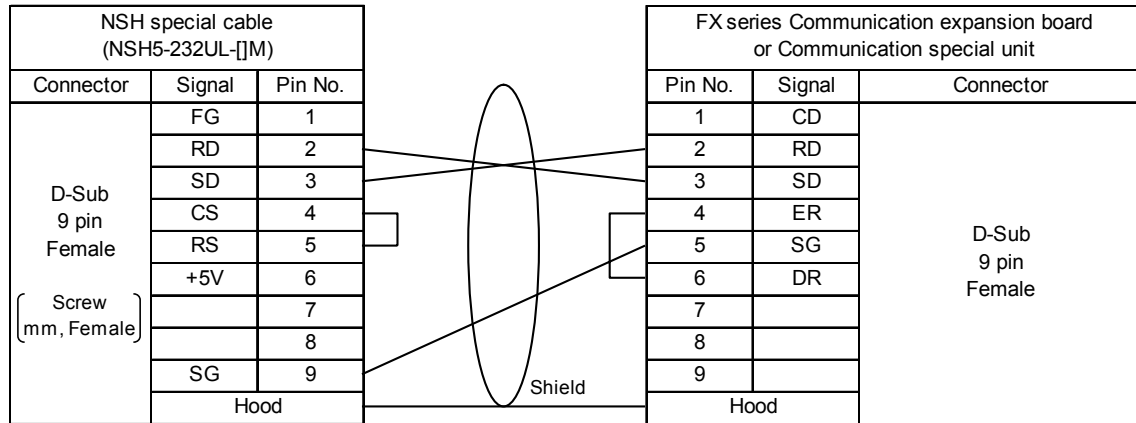 NSH special cable
(NSH5-232UL-[]M)
Connector Signal Pin No.
D-Sub
9 pin
Female
Screw
mm, Female
FG 1
RD 2
SD 3
CS 4
RS 5
+5V 6
7
8
SG 9
Hood
Shield
FX series Communication expansion board
or Communication special unit
Pin No. Signal Connector
1 CD
2 RD
3 SD
4 ER
5 SG
6 DR
7
8
9
Hood
D-Sub
9 pin
Female